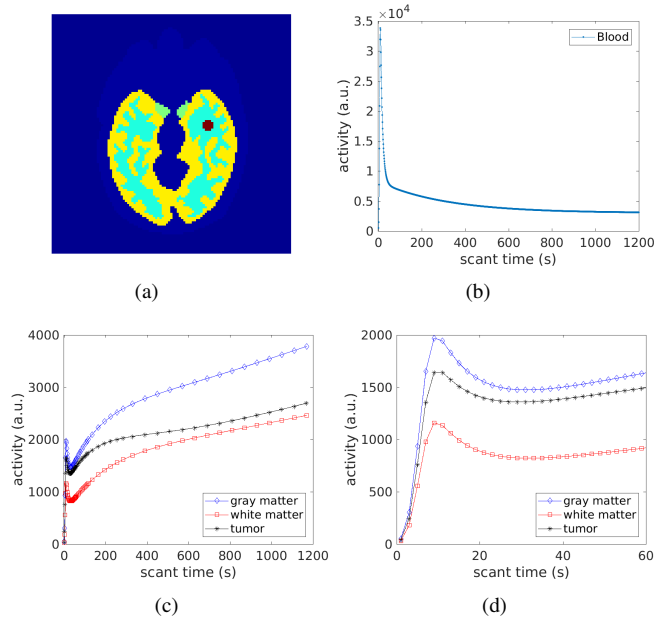 3.5
×10⁴
Blood
3
2.5
2
1.5
1
0.5
0
activity (a.u.)
0 200 400 600 800 1000 1200
scant time (s)
(a)
(b)
4000
3000
2000
1000
0
activity (a.u.)
gray matter
white matter
tumor
0 200 400 600 800 1000 1200
scant time (s)
(c)
2000
1500
1000
500
0
activity (a.u.)
gray matter
white matter
tumor
0 20 40 60
scant time (s)
(d)